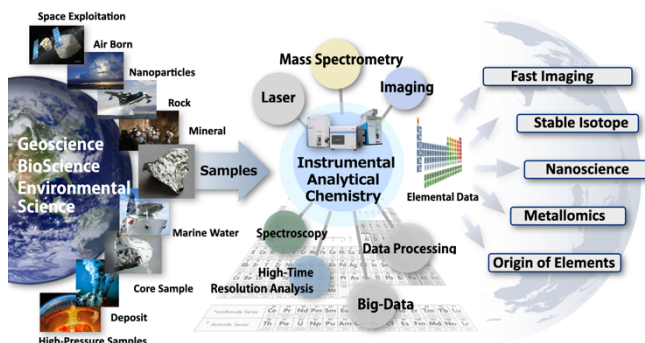 Space Exploitation
Air Born
Nanoparticles
Rock
Mineral
Geoscience
BioScience
Environmental
Science
Marine Water
Core Sample
Deposit
High-Pressure Samples
Samples
Mass Spectrometry
Laser
Imaging
Instrumental
Analytical
Chemistry
Spectroscopy
Data Processing
High-Time
Resolution Analysis
Big-Data
Elemental Data
Fast Imaging
Stable Isotope
Nanoscience
Metallomics
Origin of Elements